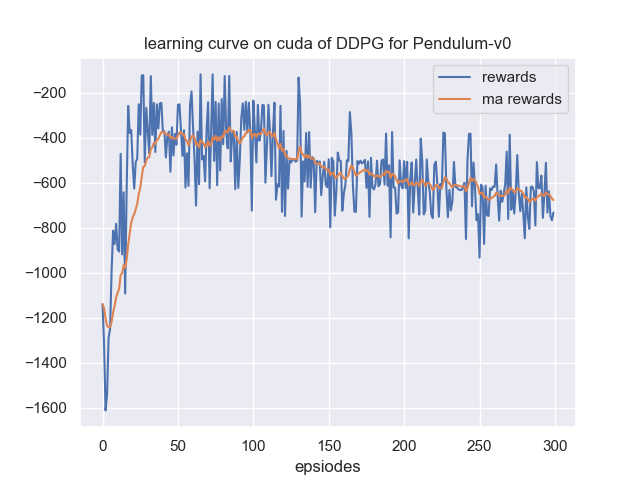 learning curve on cuda of DDPG for Pendulum-v0
rewards
ma rewards
−200
−400
−600
−800
−1000
−1200
−1400
−1600
0 50 100 150 200 250 300
epsiodes